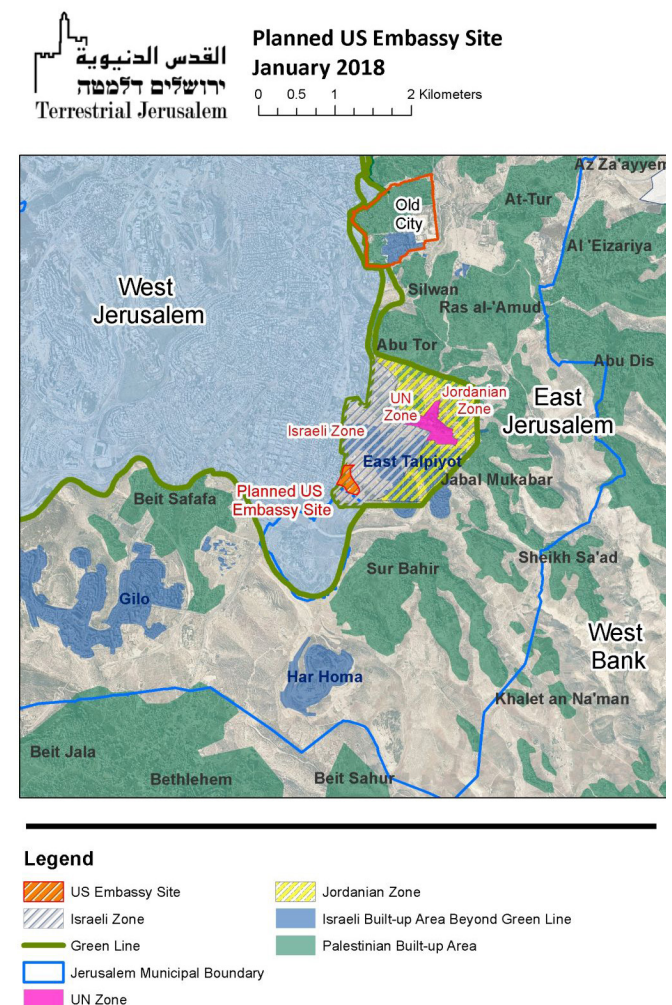 القدس الدنيوية
ירושלים דלמטה
Terrestrial Jerusalem
Planned US Embassy Site
January 2018
0 0.5 1 2 Kilometers
Az Za'ayyem
Old
City
At-Tur
Al 'Eizariya
West
Jerusalem
Silwan
Ras al-'Amud
Abu Tor
Abu Dis
UN
Zone
Jordanian
Zone
East
Jerusalem
Israeli Zone
East Talpiyot
Jabal Mukabar
Planned US
Embassy Site
Beit Safafa
Sur Bahir
Sheikh Sa'ad
Gilo
West
Bank
Har Homa
Khalet an Na'man
Beit Jala
Bethlehem
Beit Sahur
Legend
US Embassy Site
Israeli Zone
Green Line
Jerusalem Municipal Boundary
UN Zone
Jordanian Zone
Israeli Built-up Area Beyond Green Line
Palestinian Built-up Area